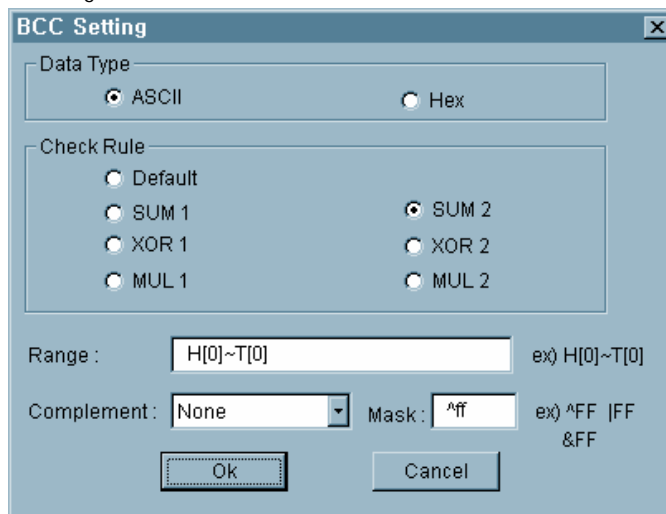 BCC Setting
Data Type
ASCII Hex
Check Rule
Default
SUM 1 SUM 2
XOR 1 XOR 2
MUL 1 MUL 2
Range : H[0]~T[0] ex) H[0]~T[0]
Complement : None Mask : ^ff ex) ^FF |FF
&FF
Ok Cancel